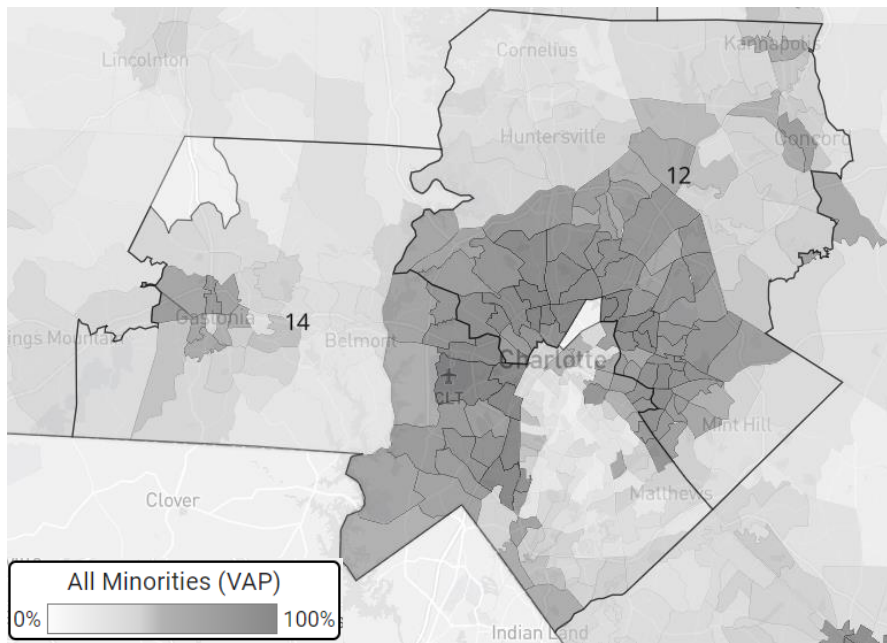 Lincolnton
Cornelius
Kannapolis
Huntersville
Concord
12
Gastonia
14
Belmont
ings Mountain
Charlotte
CLT
Mint Hill
Matthews
Clover
Indian Land
All Minorities (VAP)
0%
100%